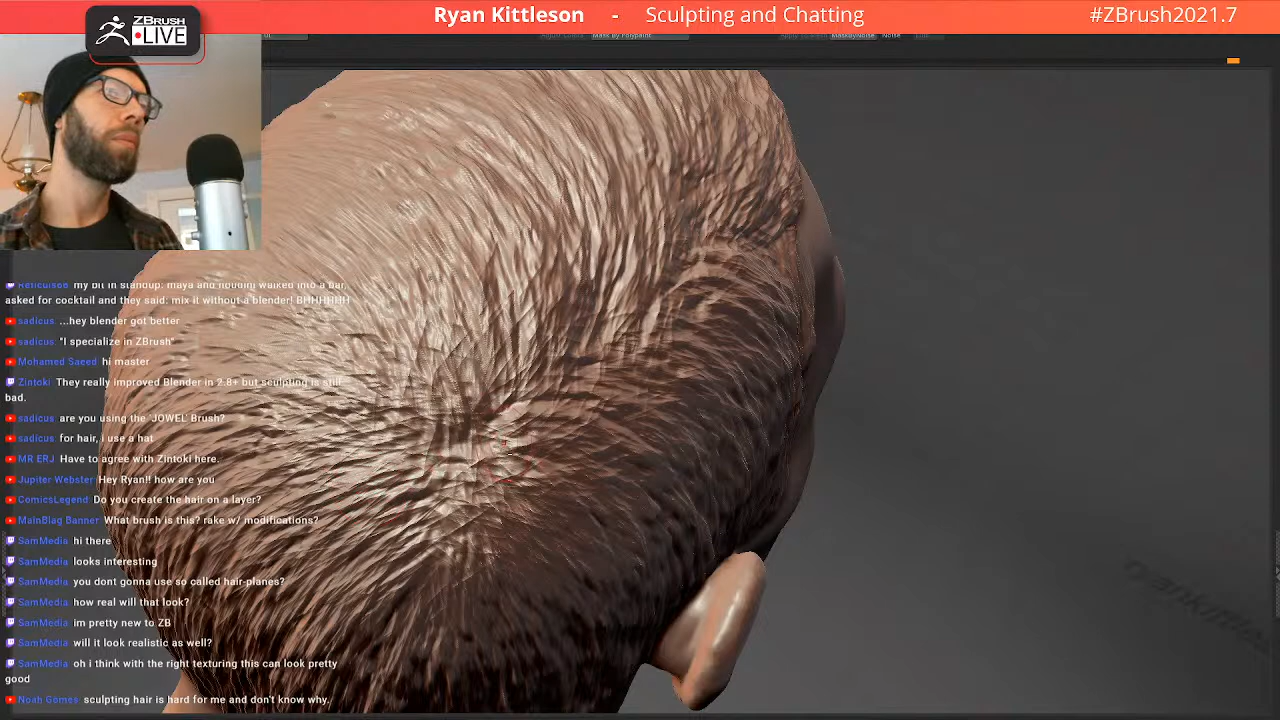 Ryan Kittleson - Sculpting and Chatting
#ZBrush2021.7
ZBRUSH
LIVE
Mask By Polypaint
MaskByNoise Noise
my bit in standup: maya and houdini walked into a bar,
asked for cocktail and they said: mix it without a blender! BHHHHHH
sadicus ...hey blender got better
sadicus "I specialize in ZBrush"
Mohamed Saeed hi master
Zintoki They really improved Blender in 2.8+ but sculpting is still
bad.
sadicus are you using the 'JOWEL' Brush?
sadicus for hair, i use a hat
MR ERJ Have to agree with Zintoki here.
Jupiter Webster Hey Ryan!! how are you
ComicsLegend Do you create the hair on a layer?
MainBlag Banner What brush is this? rake w/ modifications?
SamMedia hi there
SamMedia looks interesting
SamMedia you dont gonna use so called hair-planes?
SamMedia how real will that look?
SamMedia im pretty new to ZB
SamMedia will it look realistic as well?
SamMedia oh i think with the right texturing this can look pretty
good
Noah Gomes sculpting hair is hard for me and don't know why.